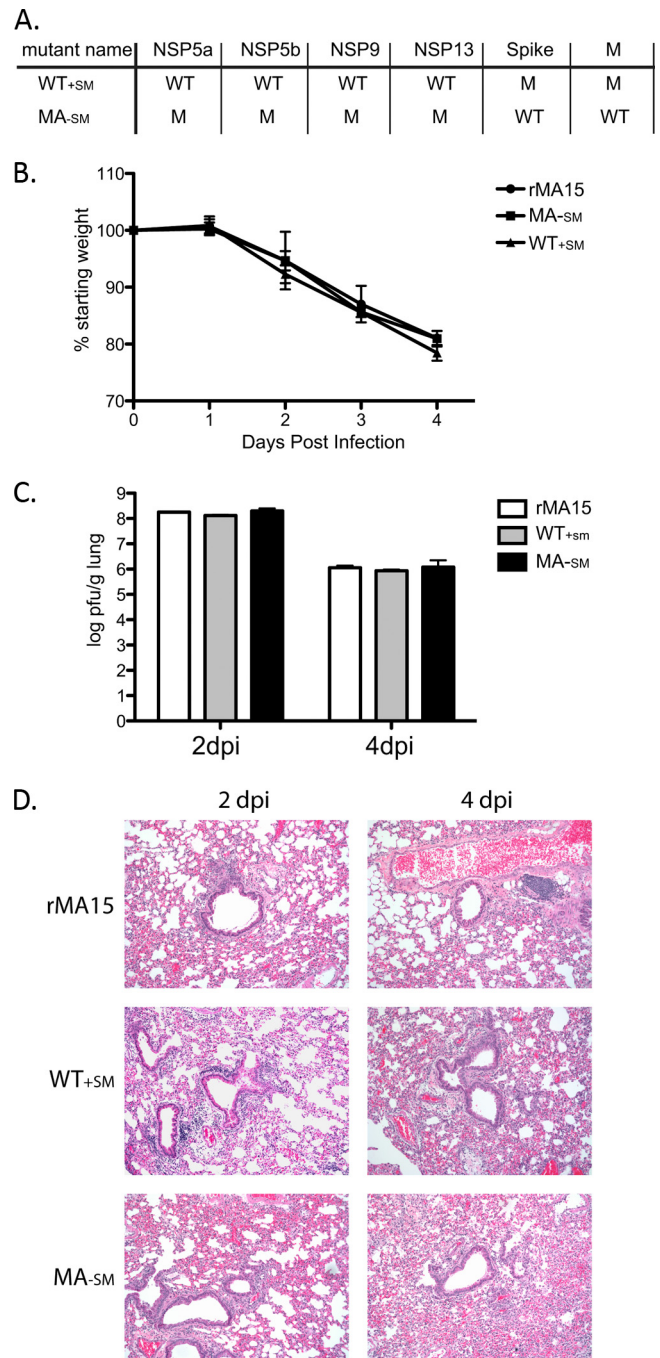 A.
mutant name NSP5a NSP5b NSP9 NSP13 Spike M
WT+SM WT WT WT WT M M
MA-SM M M M M WT WT
B.
110
100
90
80
70
% starting weight
0 1 2 3 4
Days Post Infection
rMA15
MA-SM
WT+SM
C.
9
8
7
6
5
4
3
2
1
0
log pfu/g lung
2dpi 4dpi
rMA15
WT+sm
MA-SM
D.
2 dpi 4 dpi
rMA15
WT+SM
MA-SM